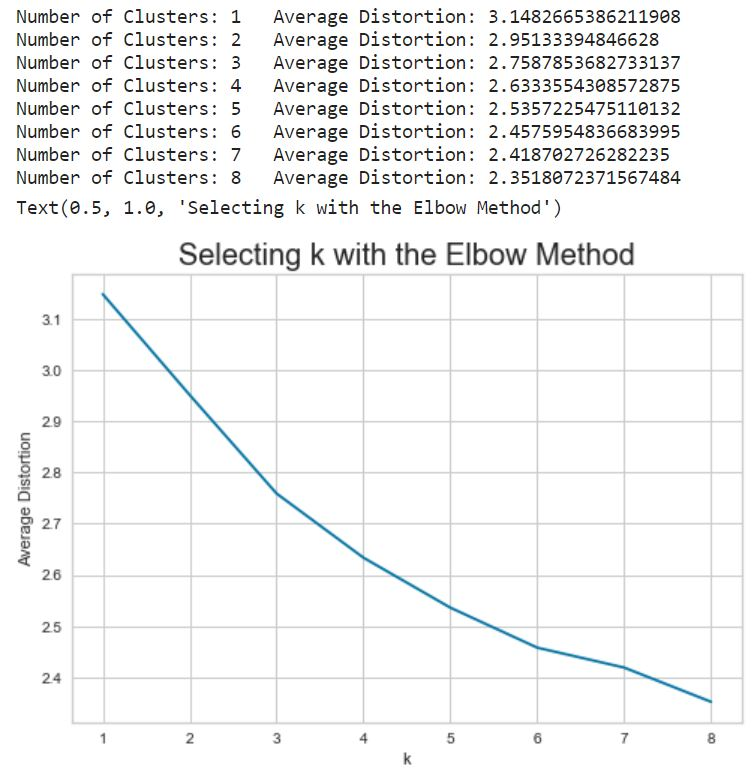 Number of Clusters: 1 Average Distortion: 3.1482665386211908
Number of Clusters: 2 Average Distortion: 2.95133394846628
Number of Clusters: 3 Average Distortion: 2.7587853682733137
Number of Clusters: 4 Average Distortion: 2.6333554308572875
Number of Clusters: 5 Average Distortion: 2.5357225475110132
Number of Clusters: 6 Average Distortion: 2.4575954836683995
Number of Clusters: 7 Average Distortion: 2.418702726282235
Number of Clusters: 8 Average Distortion: 2.3518072371567484
Text(0.5, 1.0, 'Selecting k with the Elbow Method')
Selecting k with the Elbow Method
Average Distortion
3.1
3.0
2.9
2.8
2.7
2.6
2.5
2.4
1 2 3 4 5 6 7 8
k